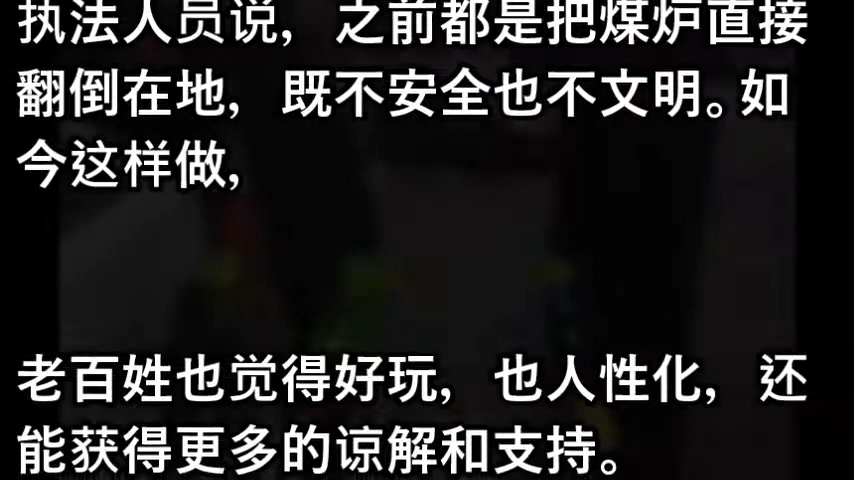 执法人员说，之前都是把煤炉直接
翻倒在地，既不安全也不文明。如
今这样做，
老百姓也觉得好玩，也人性化，还
能获得更多的谅解和支持。